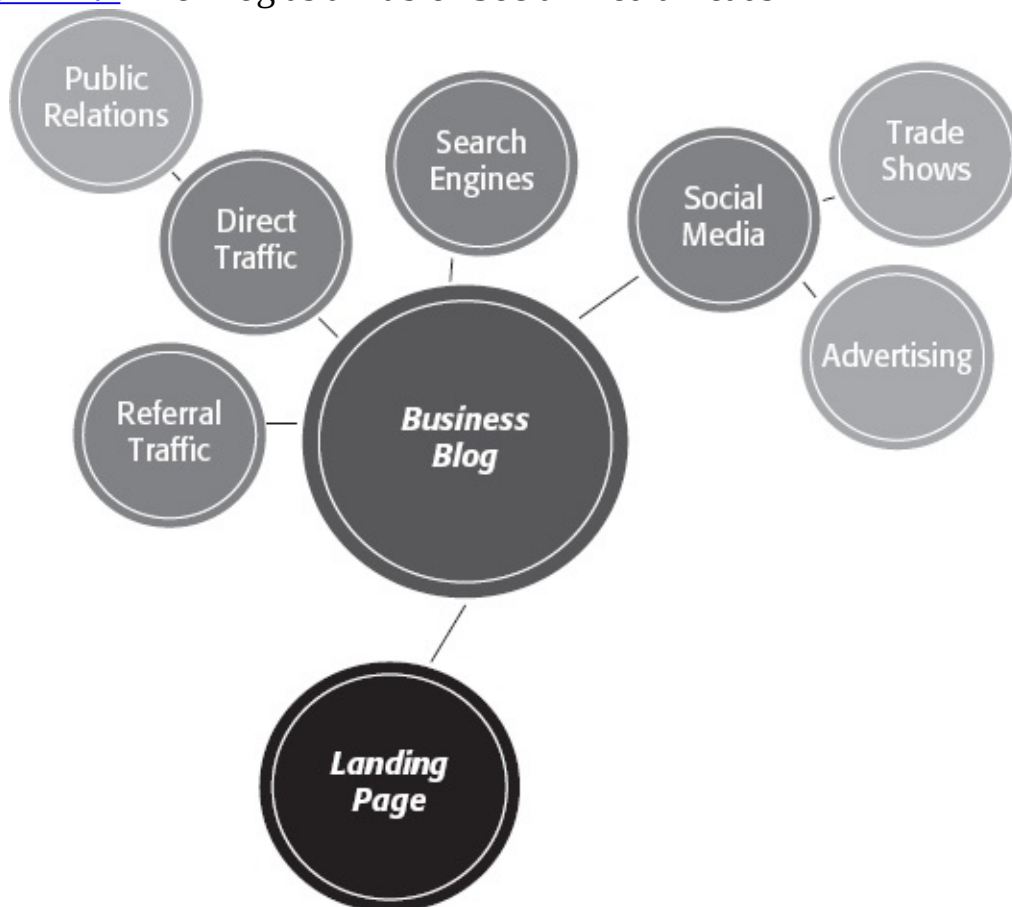 Public
Relations
Search
Engines
Trade
Shows
Social
Media
Direct
Traffic
Advertising
Referral
Traffic
Business
Blog
Landing
Page